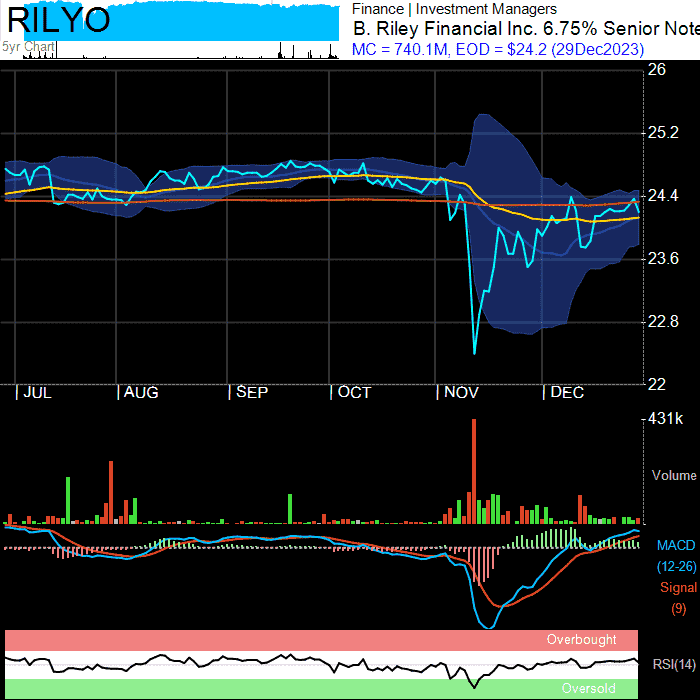 RILYO
Finance | Investment Managers
B. Riley Financial Inc. 6.75% Senior Note
5yr Chart
MC = 740.1M, EOD = $24.2 (29Dec2023)
26
25.2
24.4
23.6
22.8
22
JUL AUG SEP OCT NOV DEC
431k
Volume
MACD
(12-26)
Signal
(9)
Overbought
RSI(14)
Oversold